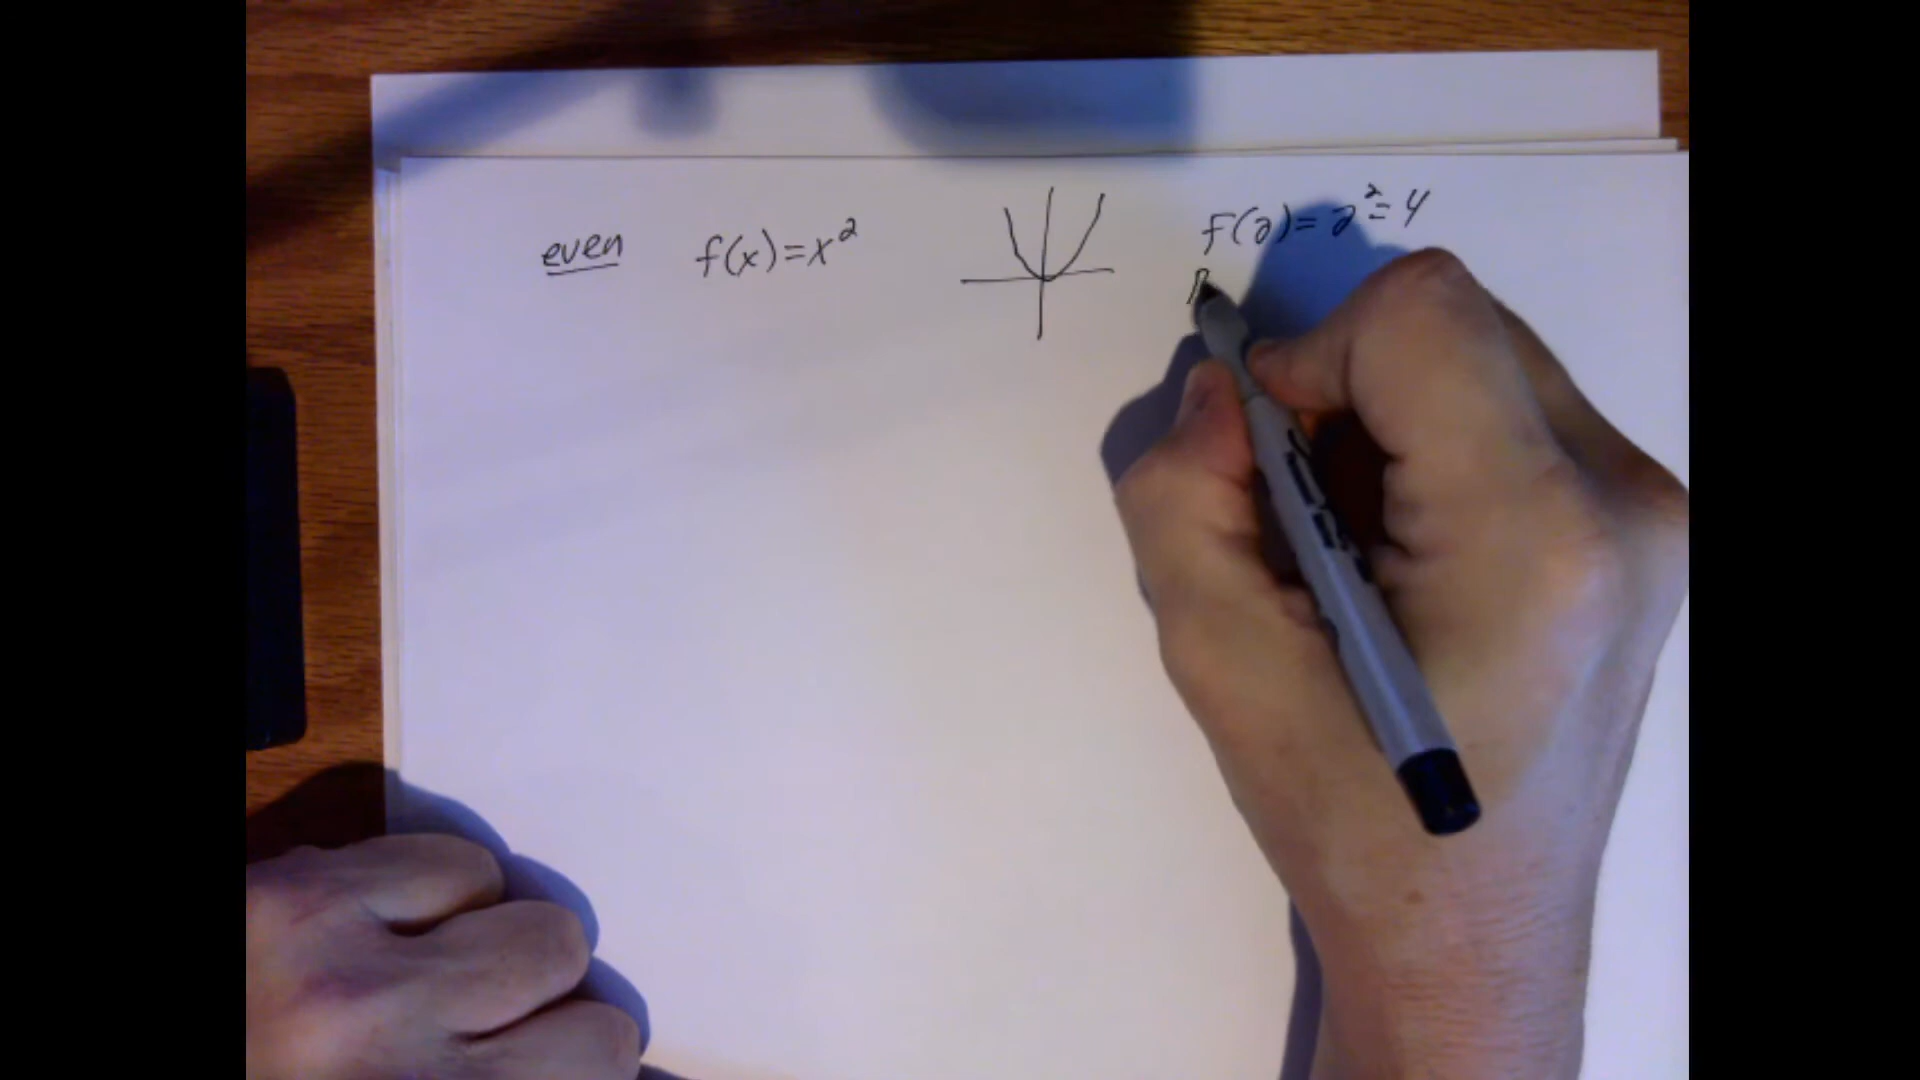 even f(x)=x² f(2)=2²=4
f